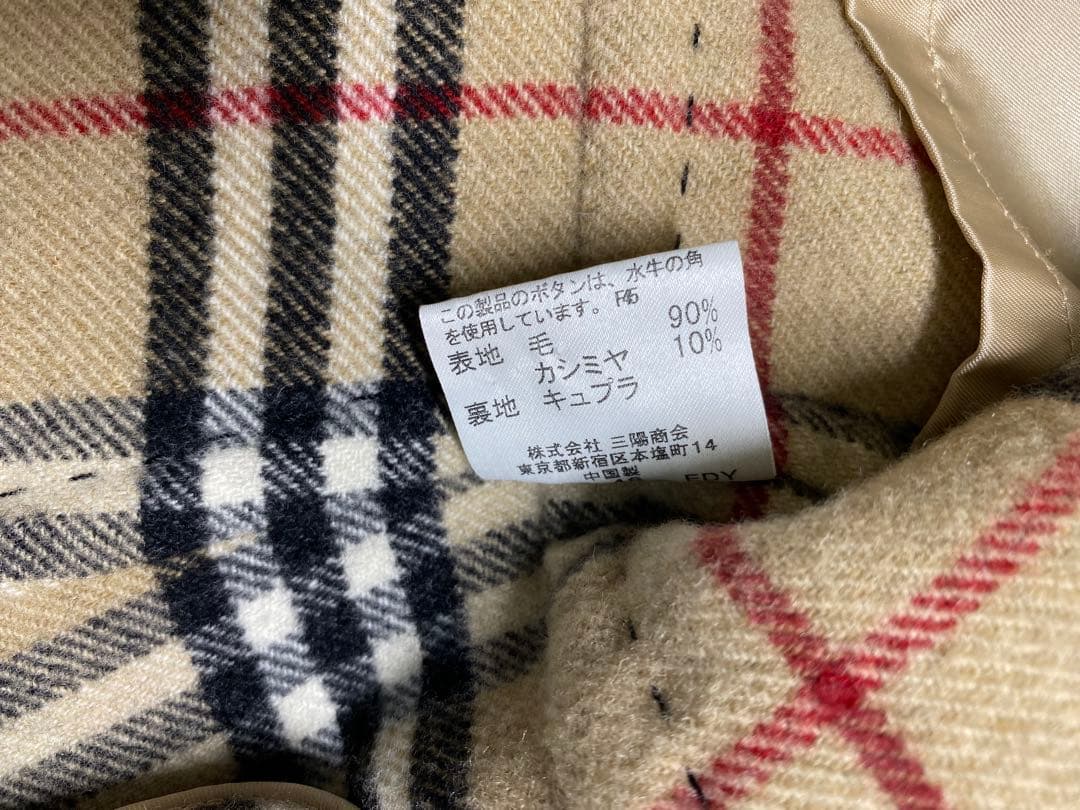 この製品のボタンは、水牛の角
を使用しています。
表地 毛 90%
カシミヤ 10%
裏地 キュプラ
株式会社 三陽商会
東京都新宿区本塩町14
中国製
EDY